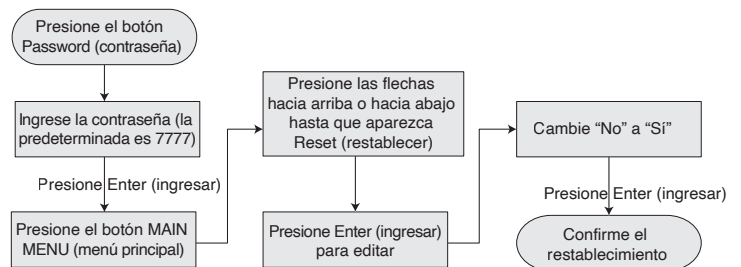 Presione el botón
Password (contraseña)
Ingrese la contraseña (la
predeterminada es 7777)
Presione Enter (ingresar)
Presione el botón MAIN
MENU (menú principal)
Presione las flechas
hacia arriba o hacia abajo
hasta que aparezca
Reset (restablecer)
Presione Enter (ingresar)
para editar
Cambie “No” a “Sí”
Presione Enter (ingresar)
Confirme el
restablecimiento